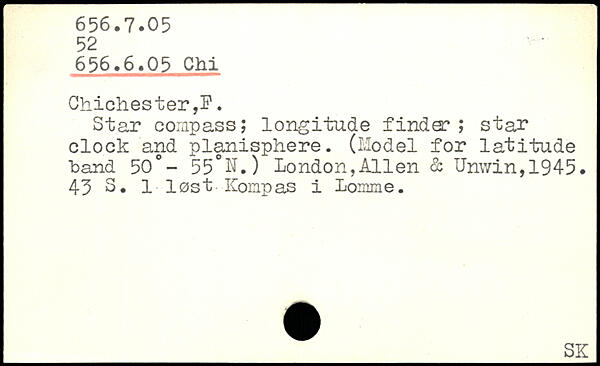 656.7.05
52
656.6.05 Chi
Chichester,F.
Star compass; longitude finder; star
clock and planisphere. (Model for latitude
band 50°- 55°N.) London,Allen & Unwin,1945.
43 S. 1 løst Kompas i Lomme.
SK